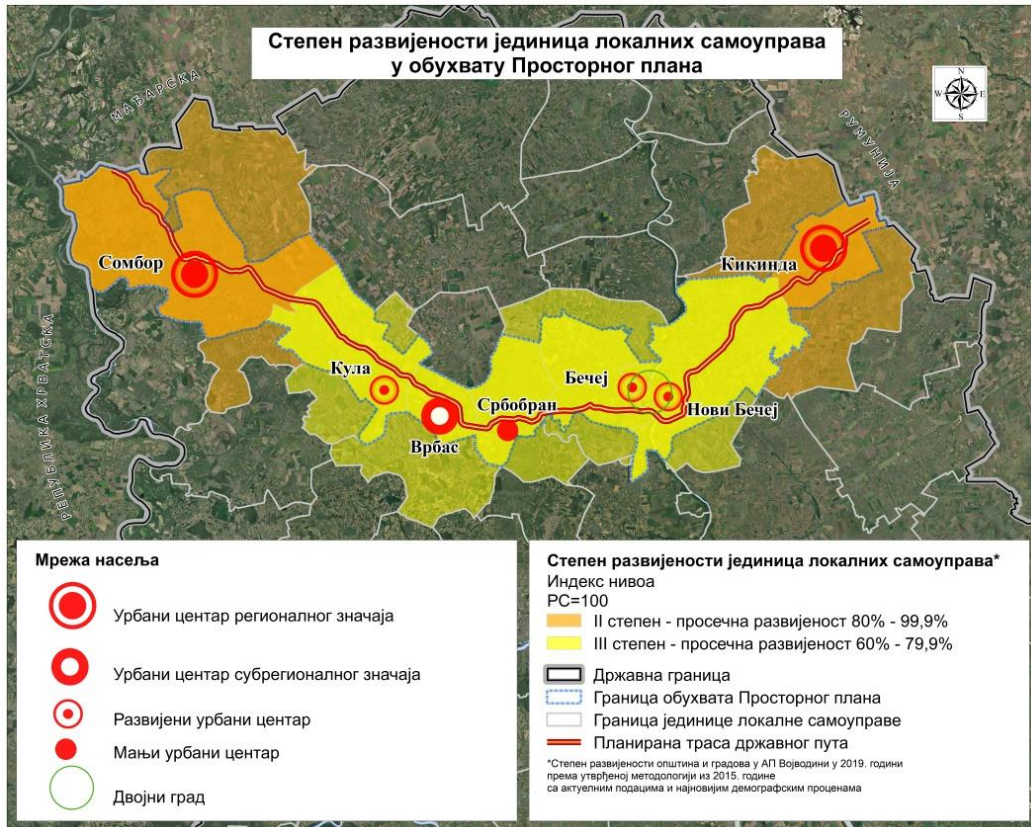 Степен развијености јединица локалних самоуправа
у обухвату Просторног плана
МАЂАРСКА
РУМУНИЈА
N
W E
S
Сомбор
Кикинда
РЕПУБЛИКА ХРВАТСКА
Кула
Бечеј
Србобран
Нови Бечеј
Врбас
Мрежа насеља
Урбани центар регионалног значаја
Урбани центар субрегионалног значаја
Развијени урбани центар
Мањи урбани центар
Двојни град
Степен развијености јединица локалних самоуправа*
Индекс нивоа
РС=100
II степен - просечна развијеност 80% - 99,9%
III степен - просечна развијеност 60% - 79,9%
Државна граница
Граница обухвата Просторног плана
Граница јединице локалне самоуправе
Планирана траса државног пута
*Степен развијености општина и градова у АП Војводини у 2019. години
према утврђеној методологији из 2015. године
са актуелним подацима и најновијим демографским проценама